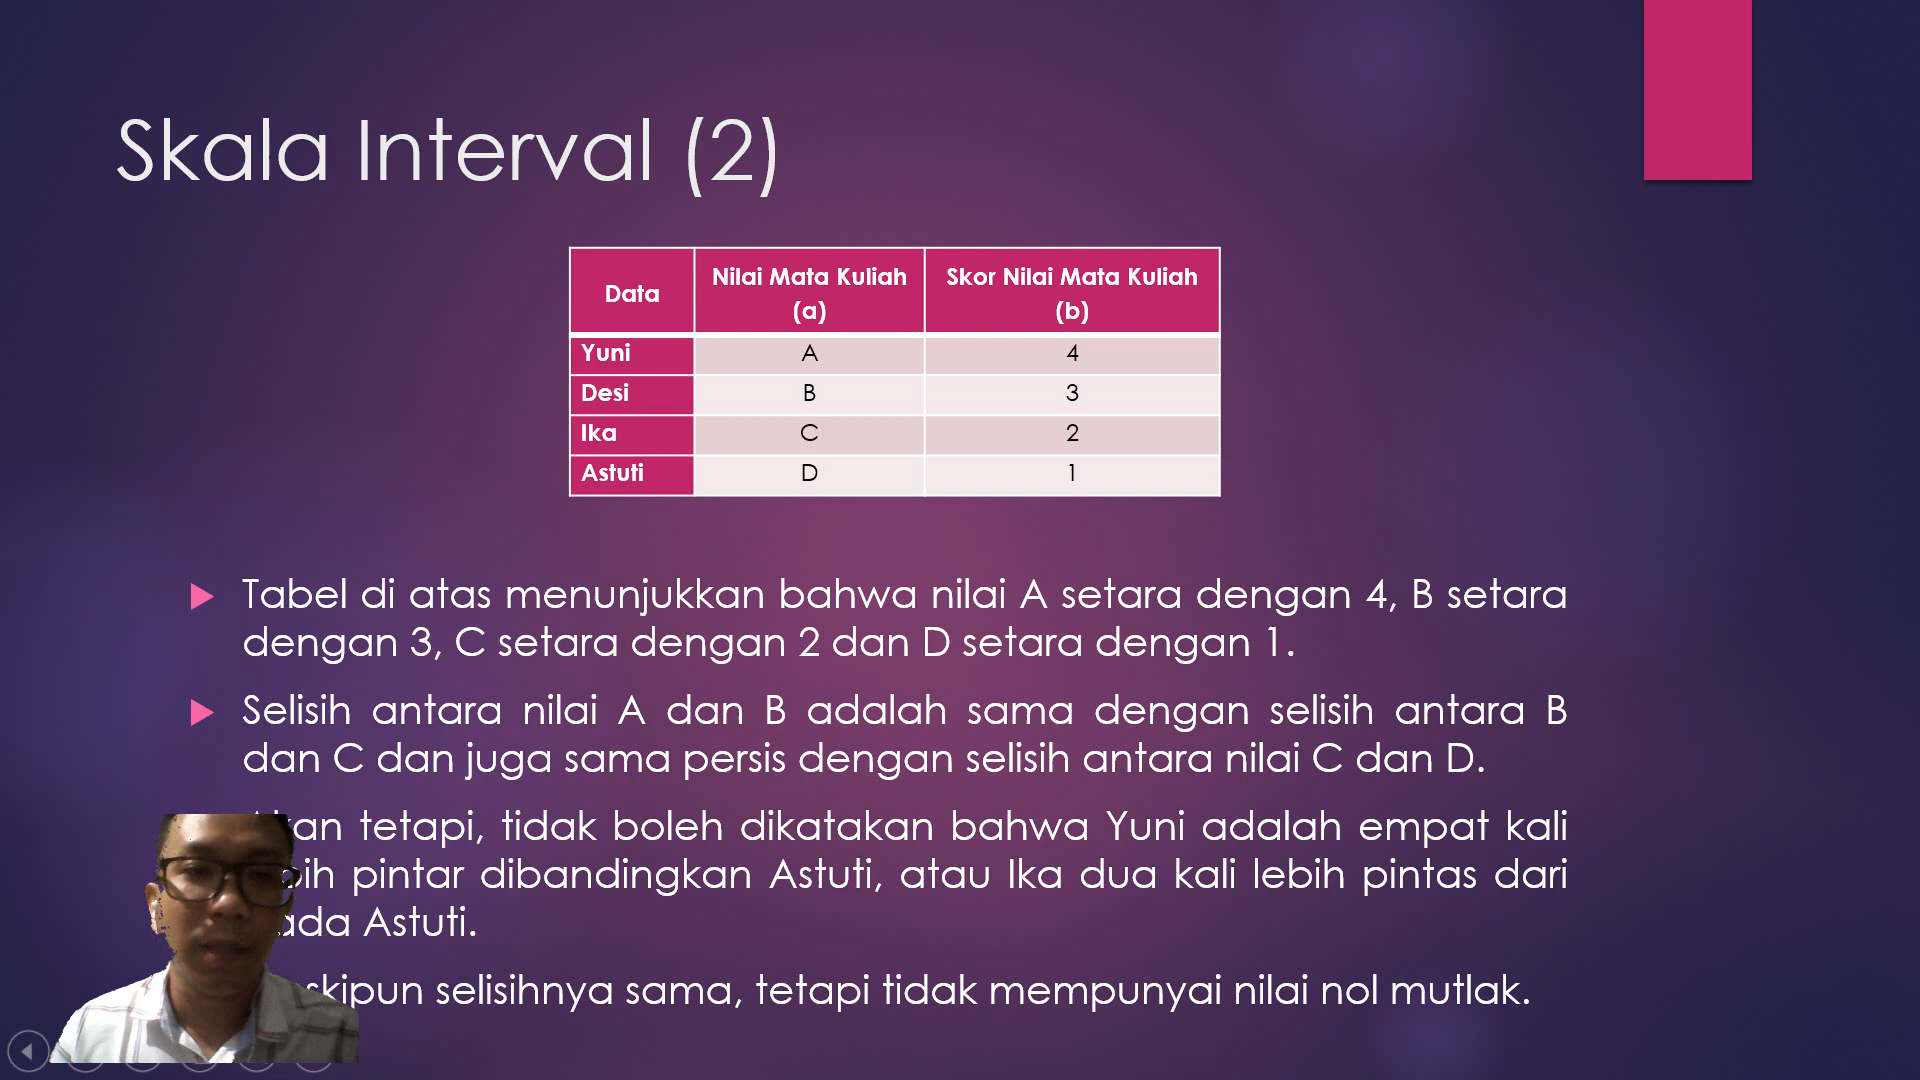 Skala Interval (2)
Data Nilai Mata Kuliah (a) Skor Nilai Mata Kuliah (b)
Yuni A 4
Desi B 3
Ika C 2
Astuti D 1
Tabel di atas menunjukkan bahwa nilai A setara dengan 4, B setara
dengan 3, C setara dengan 2 dan D setara dengan 1.
Selisih antara nilai A dan B adalah sama dengan selisih antara B
dan C dan juga sama persis dengan selisih antara nilai C dan D.
Akan tetapi, tidak boleh dikatakan bahwa Yuni adalah empat kali
pintar dibandingkan Astuti, atau Ika dua kali lebih pintas dari
Astuti.
selisihnya sama, tetapi tidak mempunyai nilai nol mutlak.